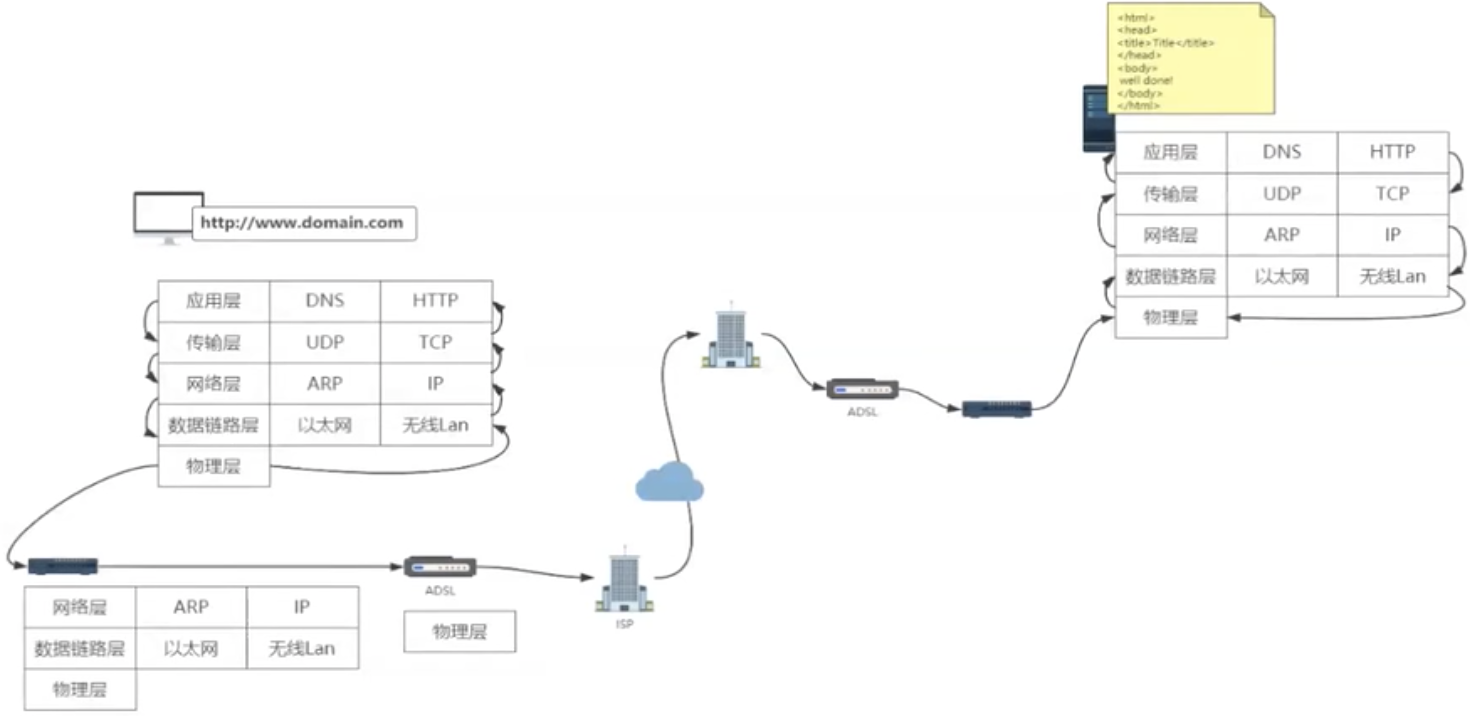 <html>
<head>
<title>Title</title>
</head>
<body>
well done!
</body>
</html>
应用层 DNS HTTP
传输层 UDP TCP
网络层 ARP IP
数据链路层 以太网 无线Lan
物理层
http://www.domain.com
应用层 DNS HTTP
传输层 UDP TCP
网络层 ARP IP
数据链路层 以太网 无线Lan
物理层
ADSL
ADSL
ISP
网络层 ARP IP
数据链路层 以太网 无线Lan
物理层
物理层